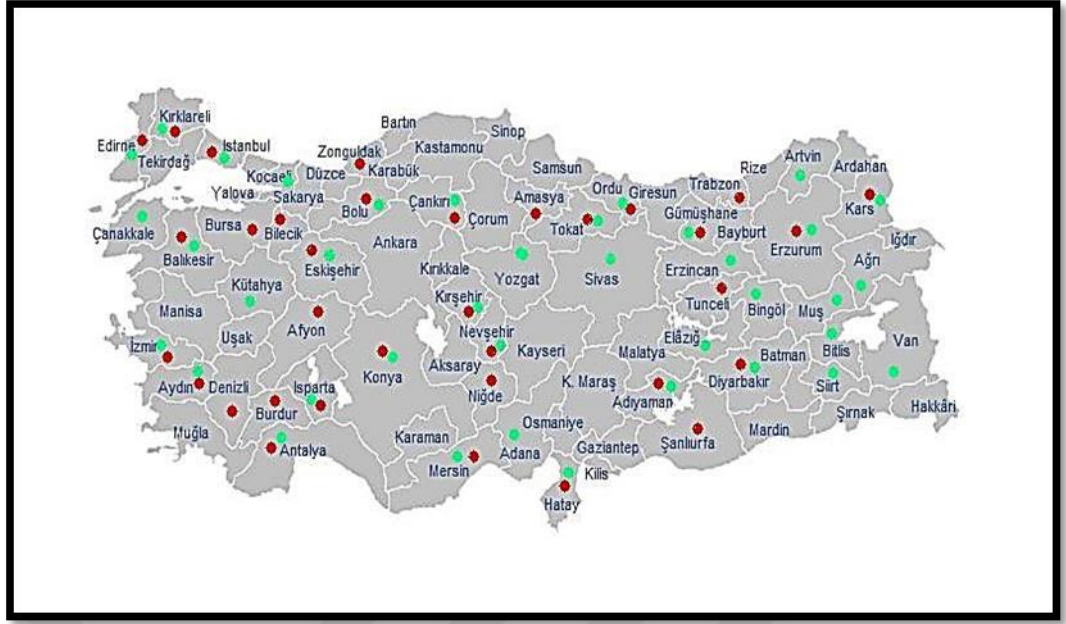 Kırklareli
Edirne
Tekirdağ
Istanbul
Kocaeli
Yalova
Sakarya
Düzce
Zonguldak
Bartın
Karabük
Kastamonu
Sinop
Samsun
Ordu
Giresun
Trabzon
Rize
Artvin
Ardahan
Kars
Iğdır
Ağrı
Erzurum
Bayburt
Gümüşhane
Amasya
Tokat
Çorum
Çankırı
Bolu
Ankara
Bilecik
Bursa
Çanakkale
Balıkesir
Eskişehir
Kütahya
Kırıkkale
Yozgat
Sivas
Erzincan
Tunceli
Bingöl
Muş
Van
Bitlis
Elâzığ
Malatya
Kayseri
Kırşehir
Nevşehir
Aksaray
Niğde
Konya
Afyon
Uşak
Manisa
İzmir
Aydın
Denizli
Burdur
Isparta
Muğla
Antalya
Karaman
Mersin
Adana
Osmaniye
K. Maraş
Adıyaman
Diyarbakır
Batman
Siirt
Şırnak
Hakkâri
Mardin
Şanlıurfa
Gaziantep
Kilis
Hatay